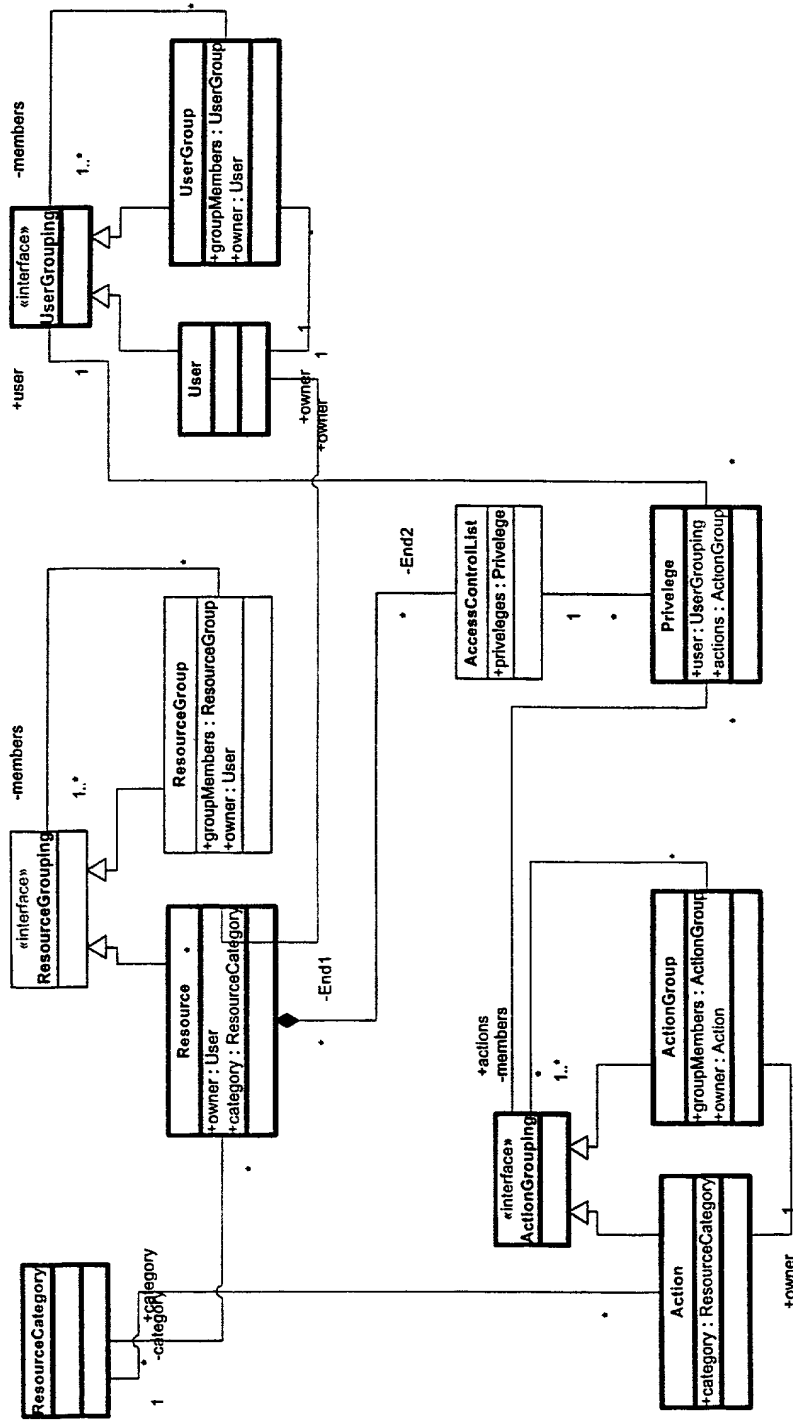 ResourceCategory
1
*
-category
+category
«interface»
ResourceGrouping
-members
1..*
*
Resource
+owner : User
+category : ResourceCategory
*
*
ResourceGroup
+groupMembers : ResourceGroup
+owner : User
+user
1
«interface»
UserGrouping
-members
1..*
*
User
UserGroup
+groupMembers : UserGroup
+owner : User
+owner
1
*
+owner
1
-End1
*
-End2
*
AccessControlList
+priveleges : Privelege
1
*
+actions
-members
*
1..*
«interface»
ActionGrouping
*
Action
+category : ResourceCategory
*
ActionGroup
+groupMembers : ActionGroup
+owner : Action
+owner
1
Privelege
+user : UserGrouping
+actions : ActionGroup
*
*